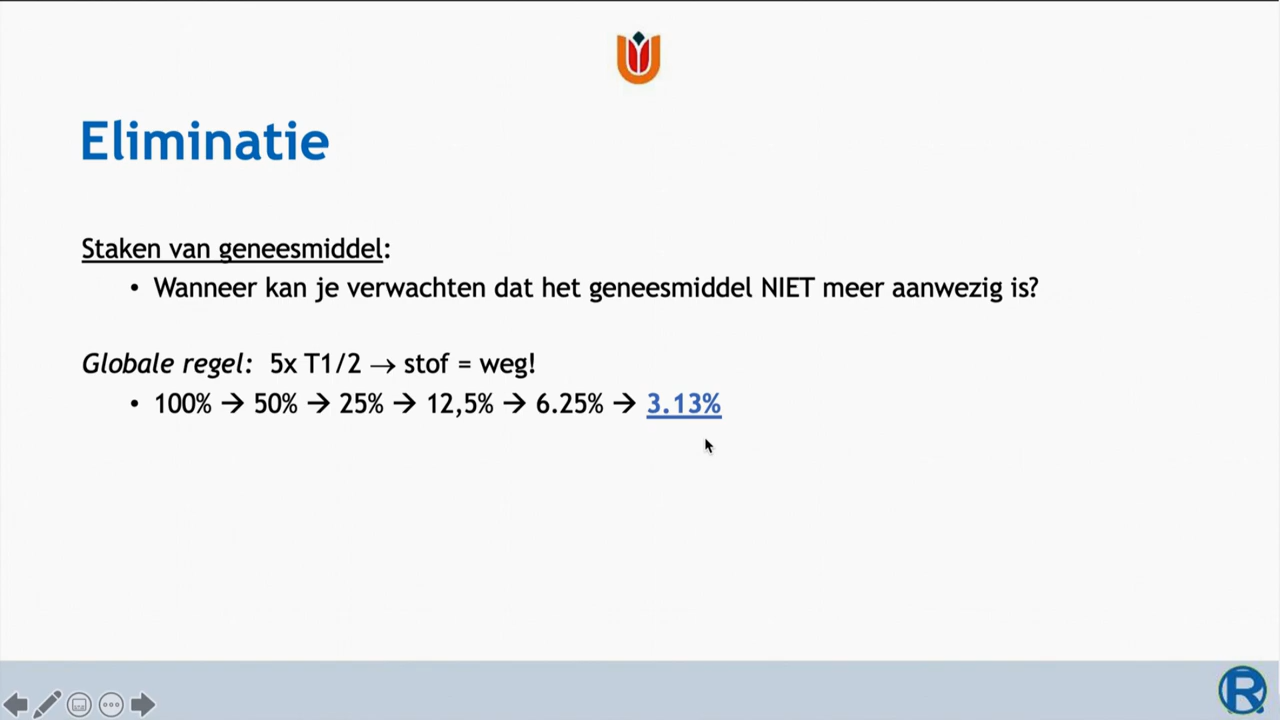 Eliminatie
Staken van geneesmiddel:
• Wanneer kan je verwachten dat het geneesmiddel NIET meer aanwezig is?
Globale regel: 5x T1/2 → stof = weg!
• 100% → 50% → 25% → 12,5% → 6.25% → 3.13%
R